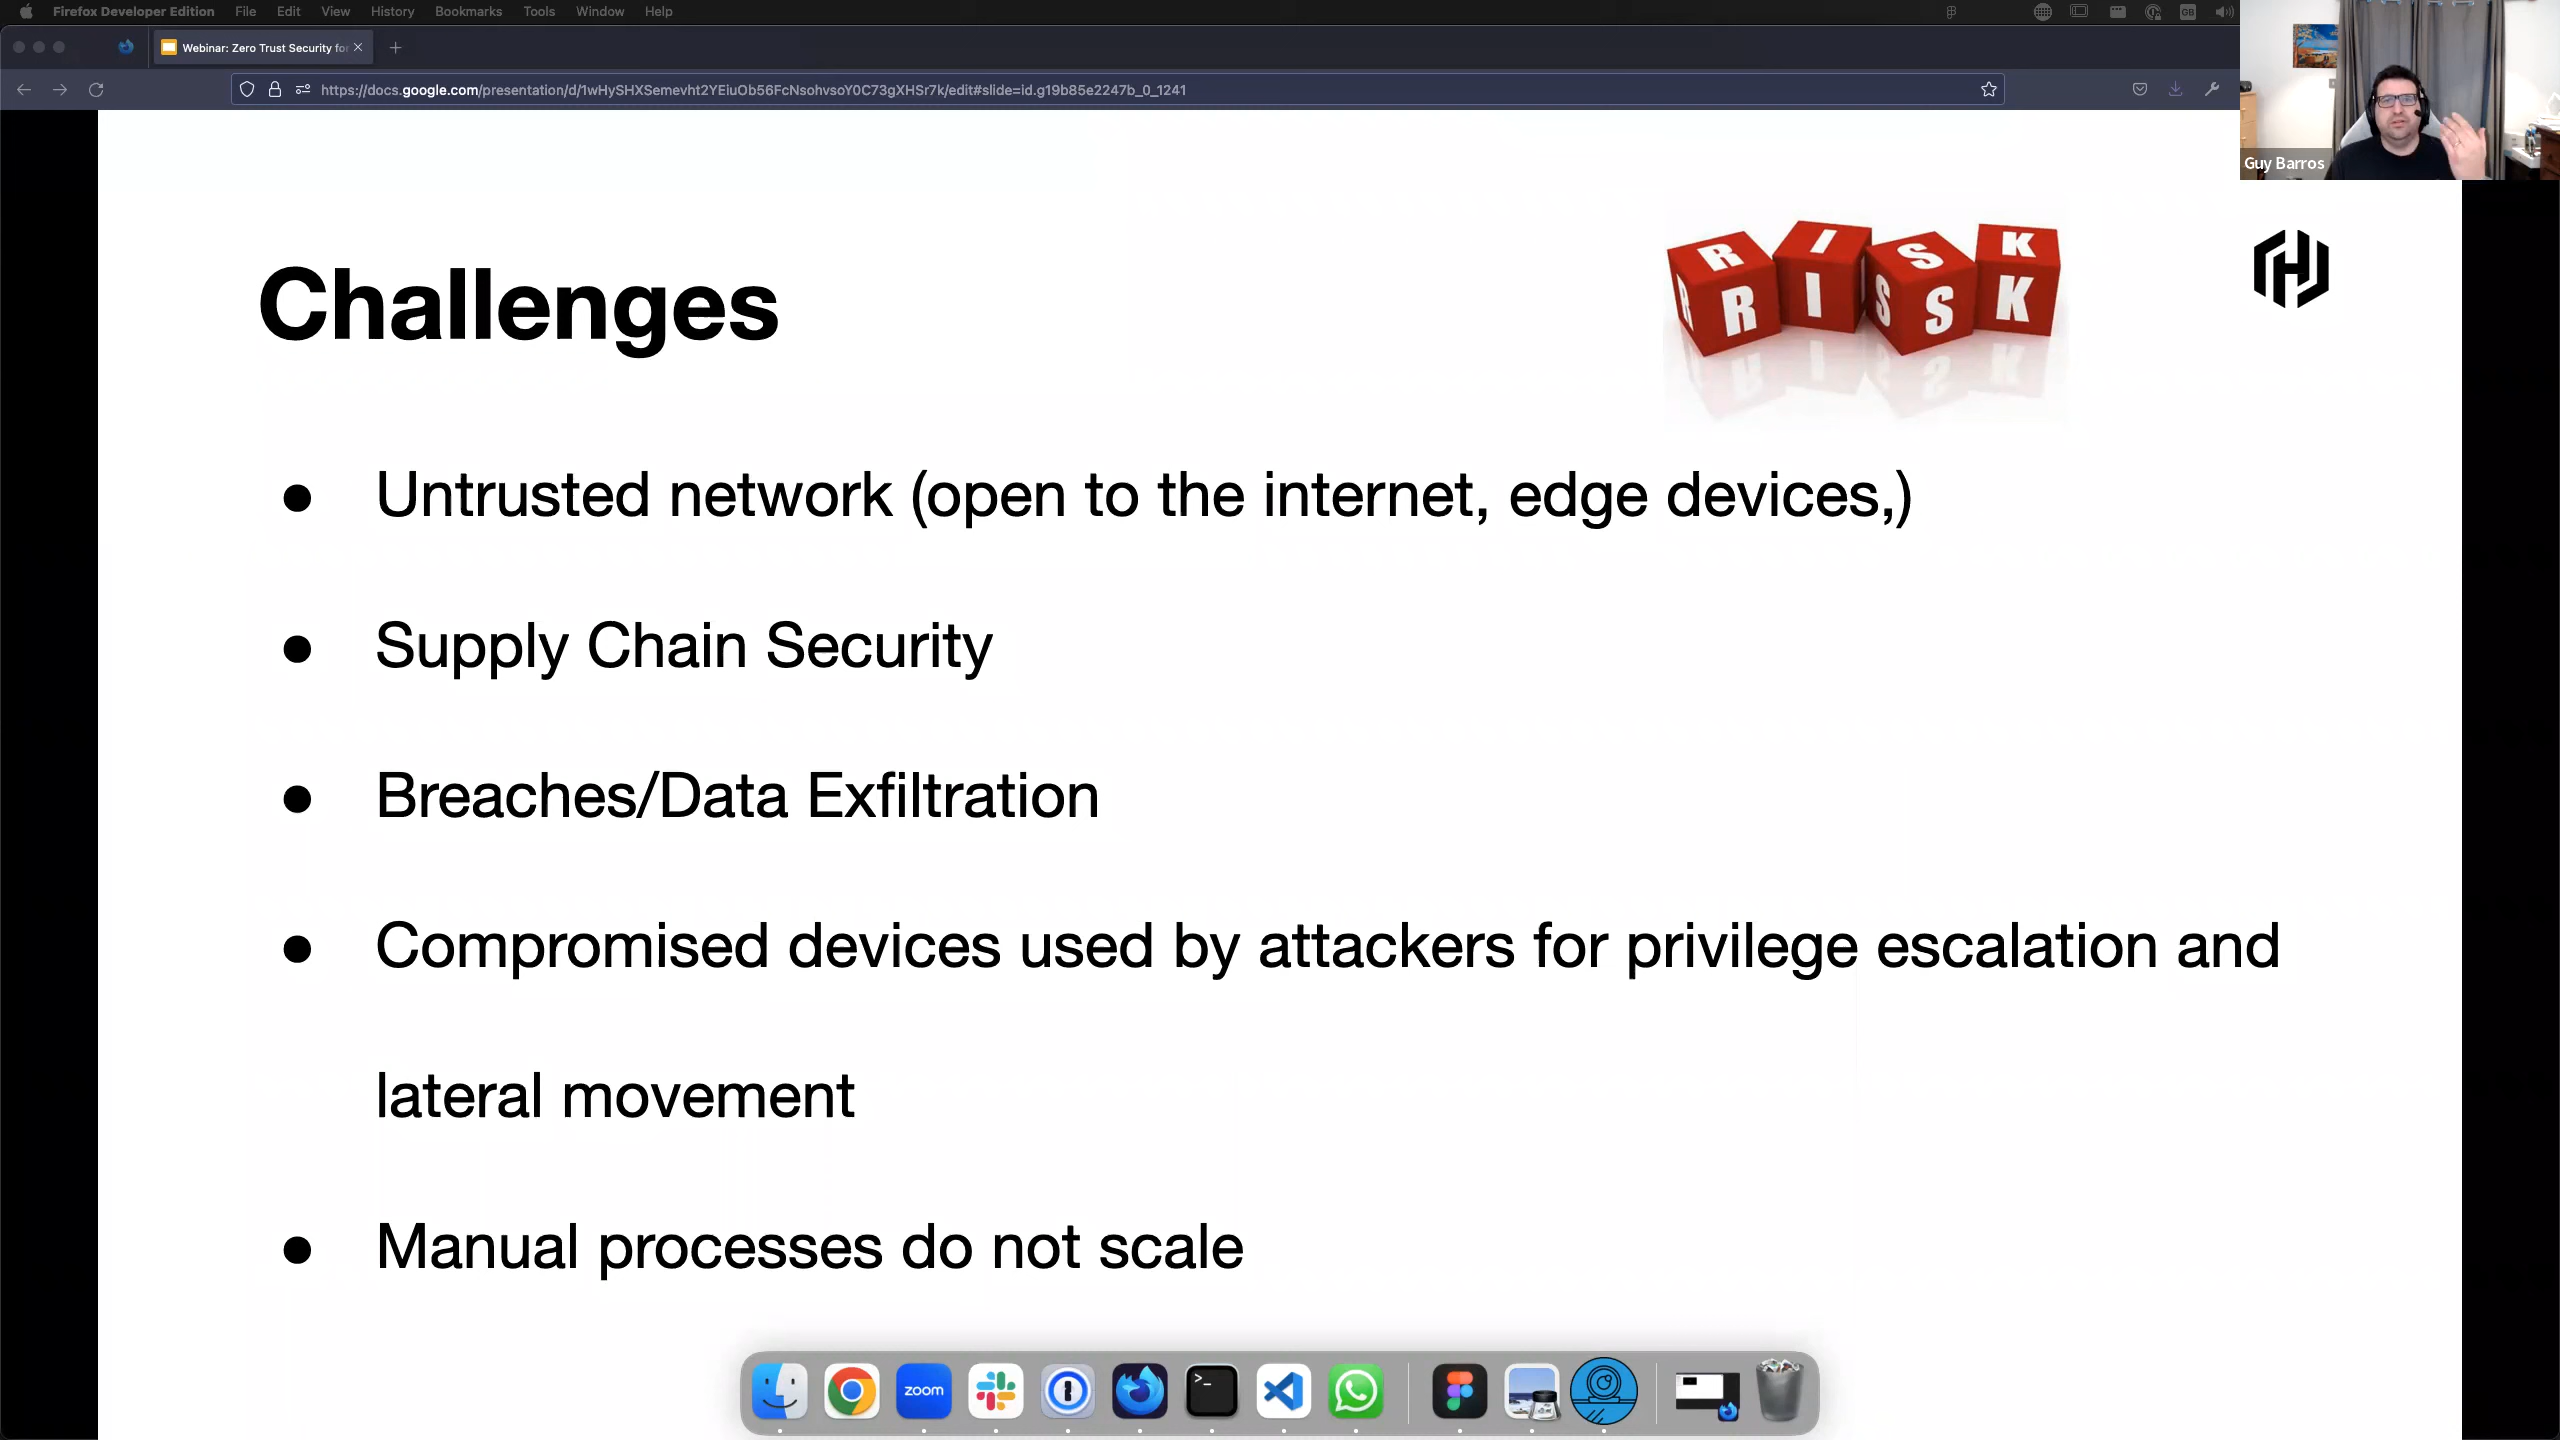 Firefox Developer Edition File Edit View History Bookmarks Tools Window Help
GB
Webinar: Zero Trust Security for
https://docs.google.com/presentation/d/1wHySHXSemevht2YEiuOb56FcNsohvsoY0C73gXHSr7k/edit#slide=id.g19b85e2247b_0_1241
Guy Barros
R I S K
R R I S S K
Challenges
● Untrusted network (open to the internet, edge devices,)
● Supply Chain Security
● Breaches/Data Exfiltration
● Compromised devices used by attackers for privilege escalation and
lateral movement
● Manual processes do not scale
zoom